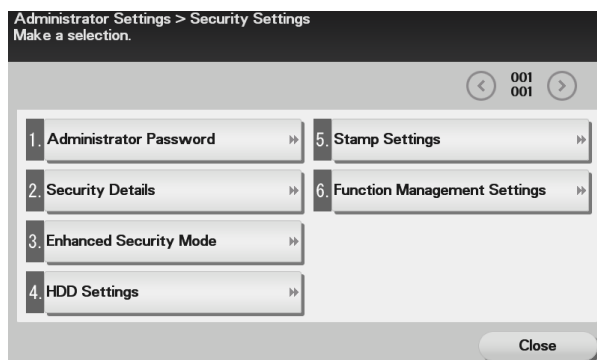 Administrator Settings > Security Settings
Make a selection.
001
001
1. Administrator Password
2. Security Details
3. Enhanced Security Mode
4. HDD Settings
5. Stamp Settings
6. Function Management Settings
Close